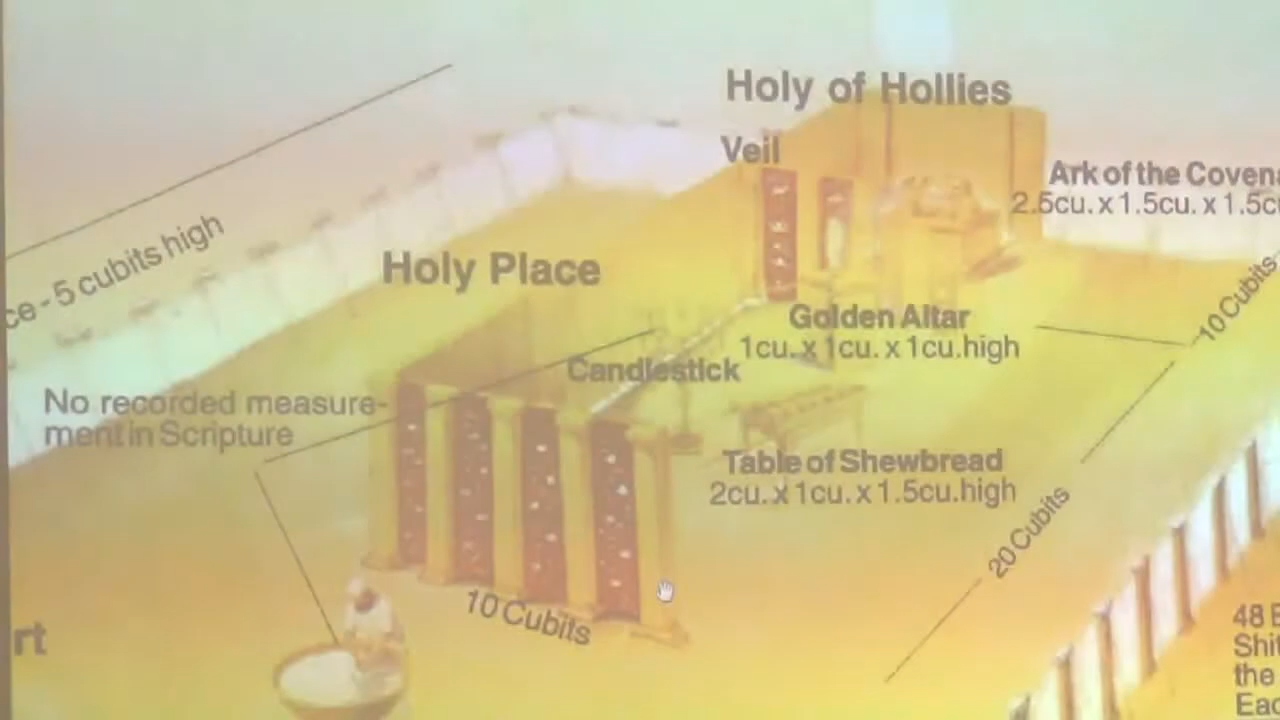 Holy of Hollies
Veil
Ark of the Covena
2.5cu. x 1.5cu. x 1.5cu
ce - 5 cubits high
Holy Place
10 Cubits
Golden Altar
1cu. x 1cu. x 1cu.high
Candlestick
No recorded measure-
ment in Scripture
Table of Shewbread
2cu. x 1cu. x 1.5cu.high
20 Cubits
10 Cubits
rt
48 E
Shit
the
Eac